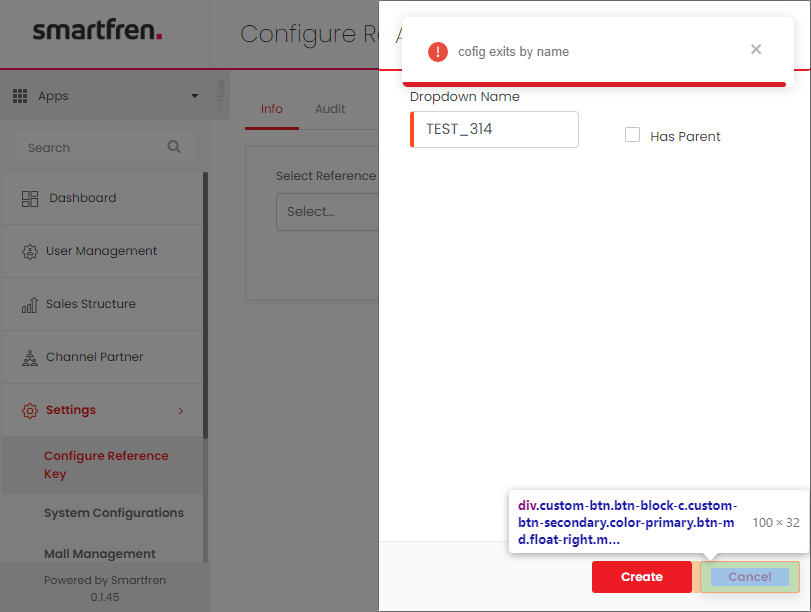 smartfren.
Configure Re
A
cofig exits by name
Apps
< Hide
Search
Dashboard
User Management
Sales Structure
Channel Partner
Settings
Configure Reference
Key
System Configurations
Mall Management
Powered by Smartfren
0.1.45
Info
Audit
Select Reference
Select...
Dropdown Name
TEST_314
Has Parent
div.custom-btn.btn-block-c.custom-
btn-secondary.color-primary.btn-m
d.float-right.m...
100 × 32
Create
Cancel